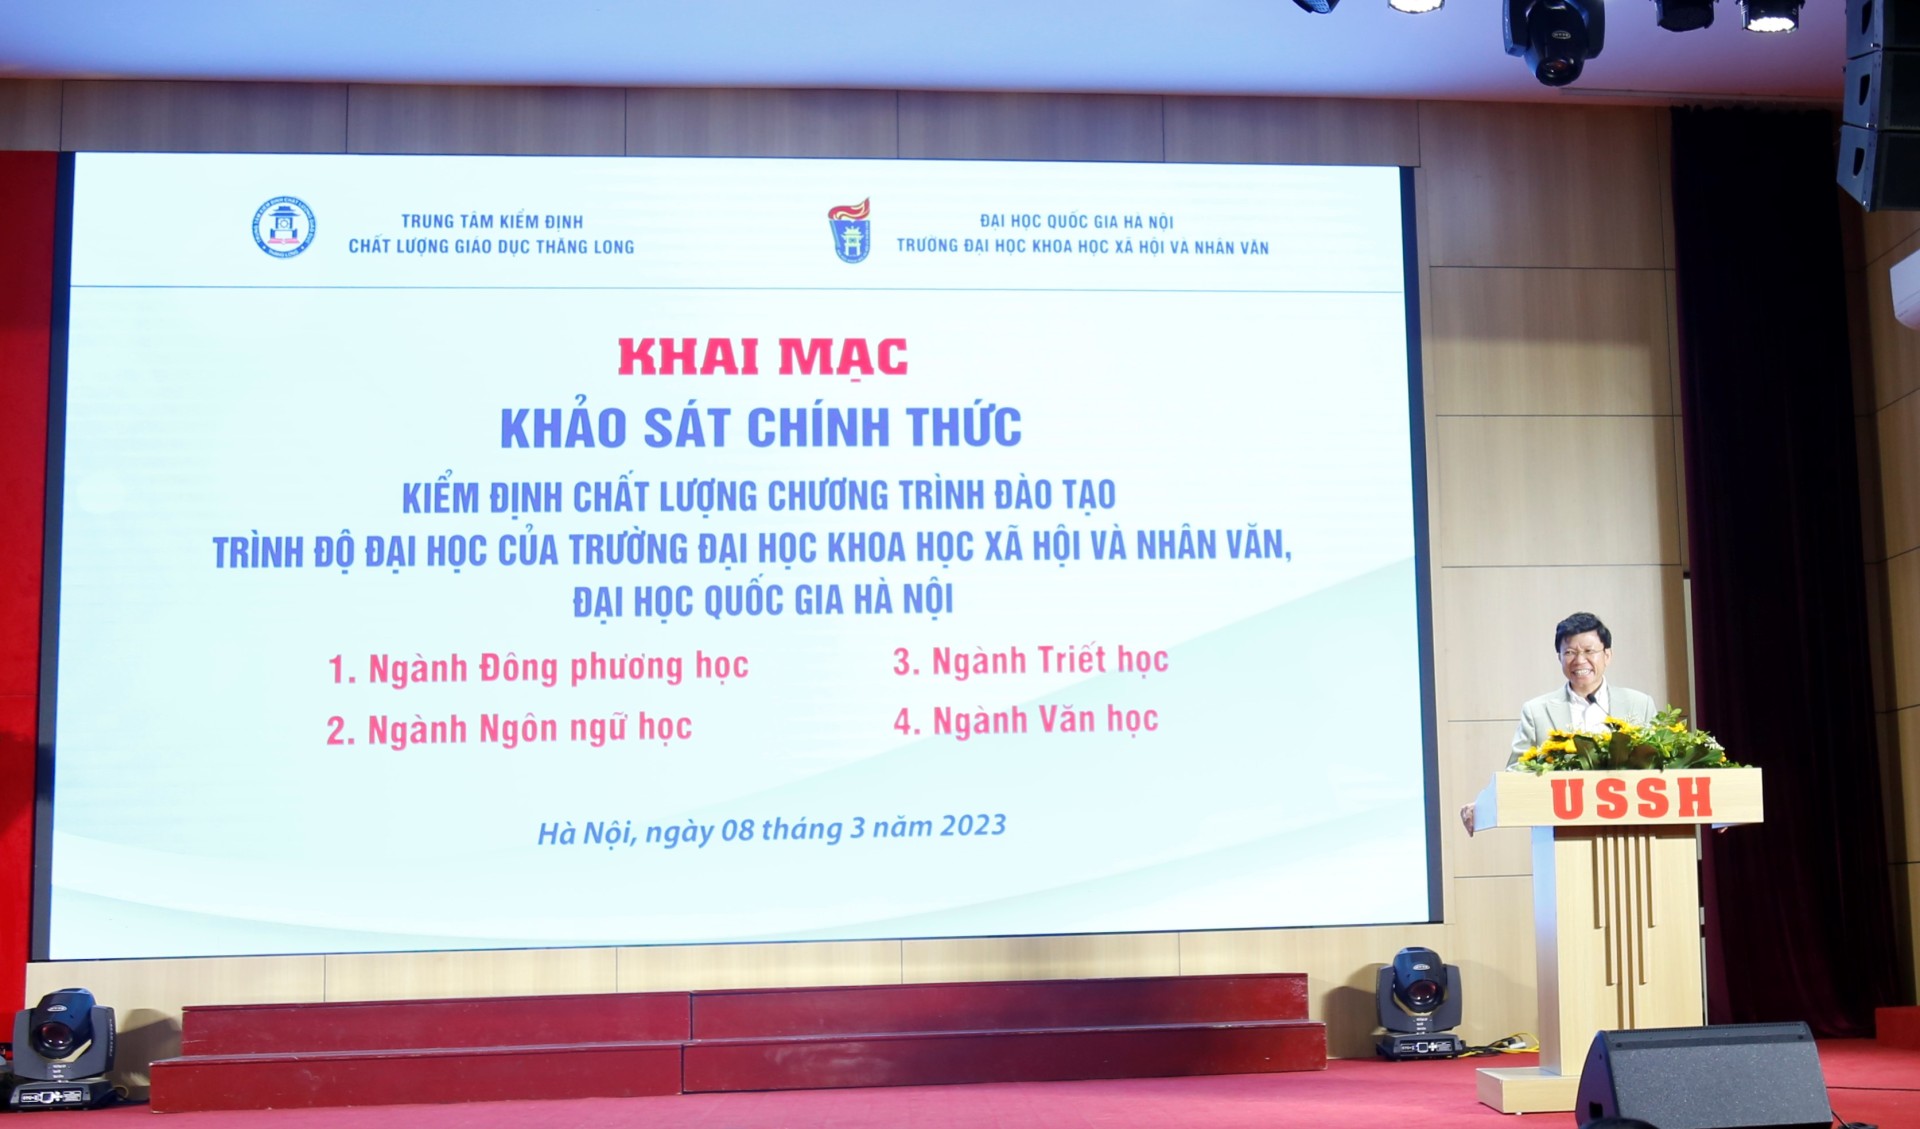 TRUNG TÂM KIỂM ĐỊNH
CHẤT LƯỢNG GIÁO DỤC THĂNG LONG
ĐẠI HỌC QUỐC GIA HÀ NỘI
TRƯỜNG ĐẠI HỌC KHOA HỌC XÃ HỘI VÀ NHÂN VĂN
KHAI MẠC
KHẢO SÁT CHÍNH THỨC
KIỂM ĐỊNH CHẤT LƯỢNG CHƯƠNG TRÌNH ĐÀO TẠO
TRÌNH ĐỘ ĐẠI HỌC CỦA TRƯỜNG ĐẠI HỌC KHOA HỌC XÃ HỘI VÀ NHÂN VĂN,
ĐẠI HỌC QUỐC GIA HÀ NỘI
1. Ngành Đông phương học
2. Ngành Ngôn ngữ học
3. Ngành Triết học
4. Ngành Văn học
Hà Nội, ngày 08 tháng 3 năm 2023
USSH